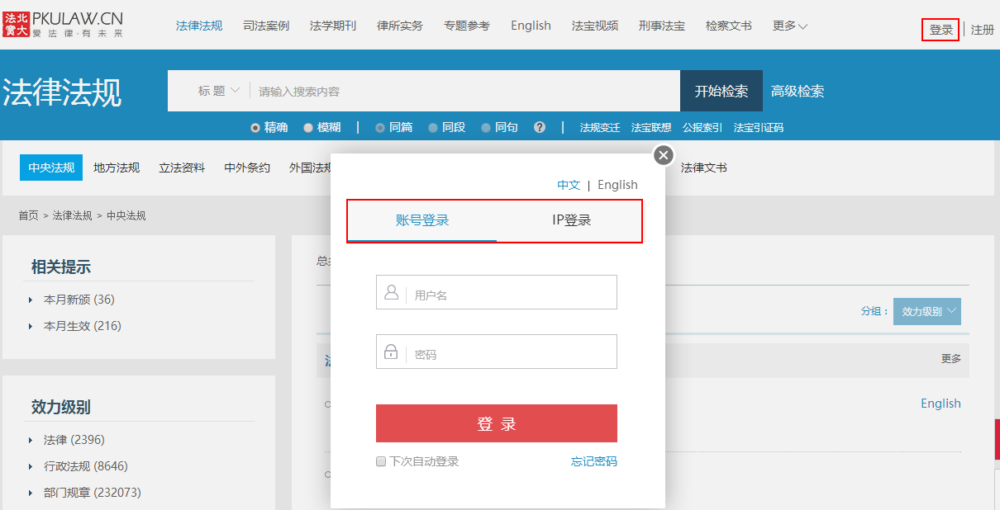 法北寳大 PKULAW.CN
爱法律·有未来
法律法规 司法案例 法学期刊 律所实务 专题参考 English 法宝视频 刑事法宝 检察文书 更多
登录 | 注册
法律法规
标题 请输入搜索内容 开始检索 高级检索
精确 模糊 | 同篇 同段 同句 ? | 法规变迁 法宝联想 公报索引 法宝引证码
中央法规 地方法规 立法资料 中外条约 外国法规 法律文书
中文 | English
首页 > 法律法规 > 中央法规
账号登录 IP登录
相关提示
本月新颁 (36)
本月生效 (216)
总
用户名
分组：效力级别
密码
更多
效力级别
English
登 录
法律 (2396)
下次自动登录 忘记密码
行政法规 (8646)
部门规章 (232073)